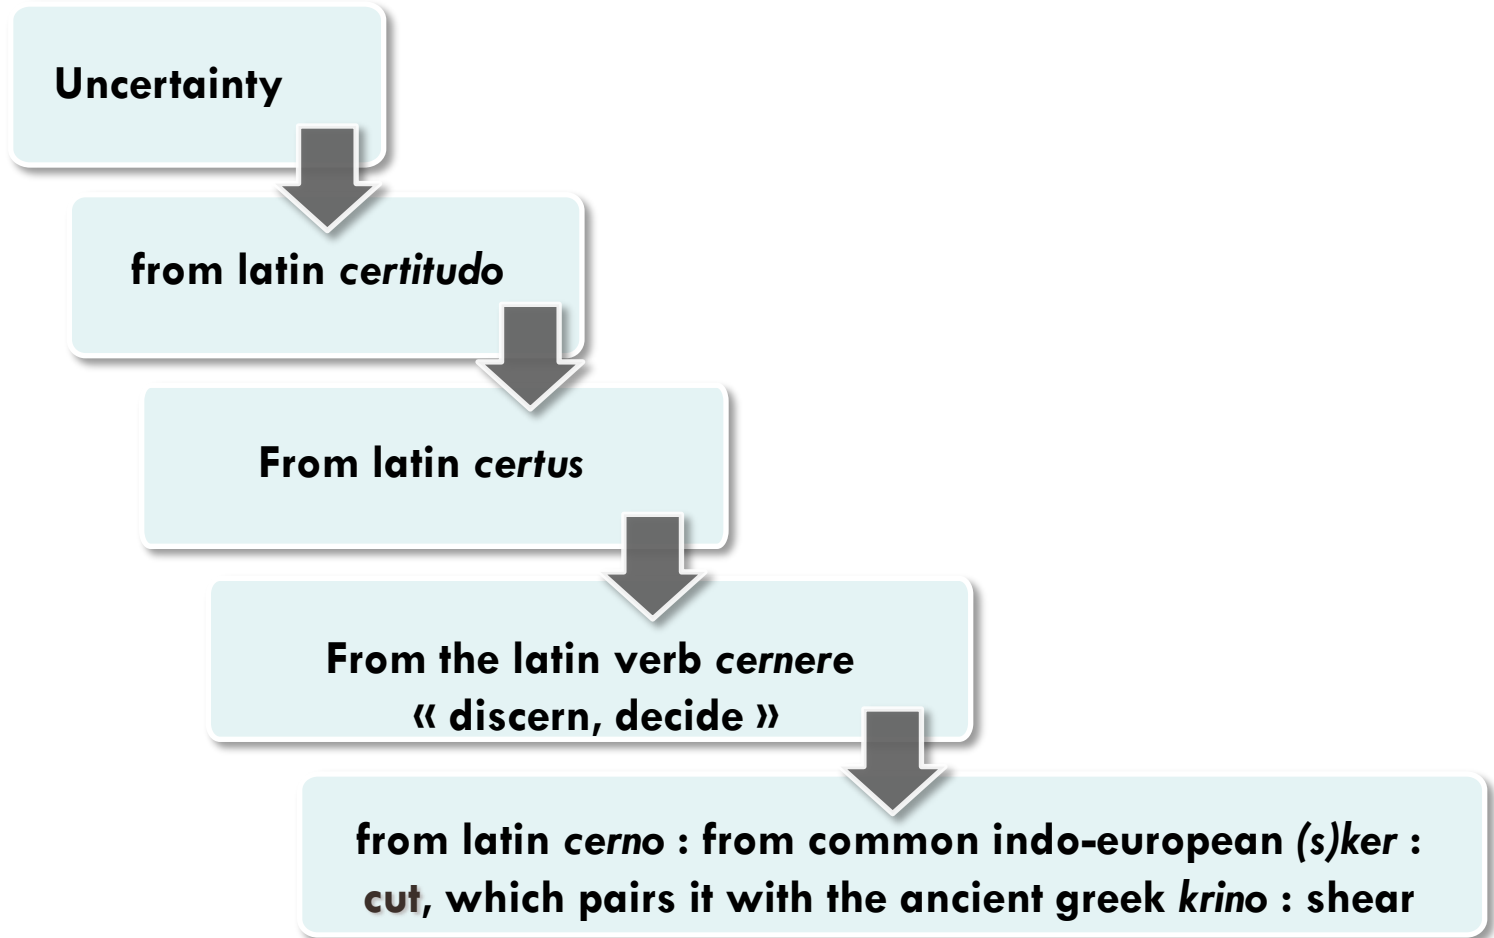 Uncertainty
from latin certitudo
From latin certus
From the latin verb cernere
« discern, decide »
from latin cerno : from common indo-european (s)ker :
cut, which pairs it with the ancient greek krino : shear